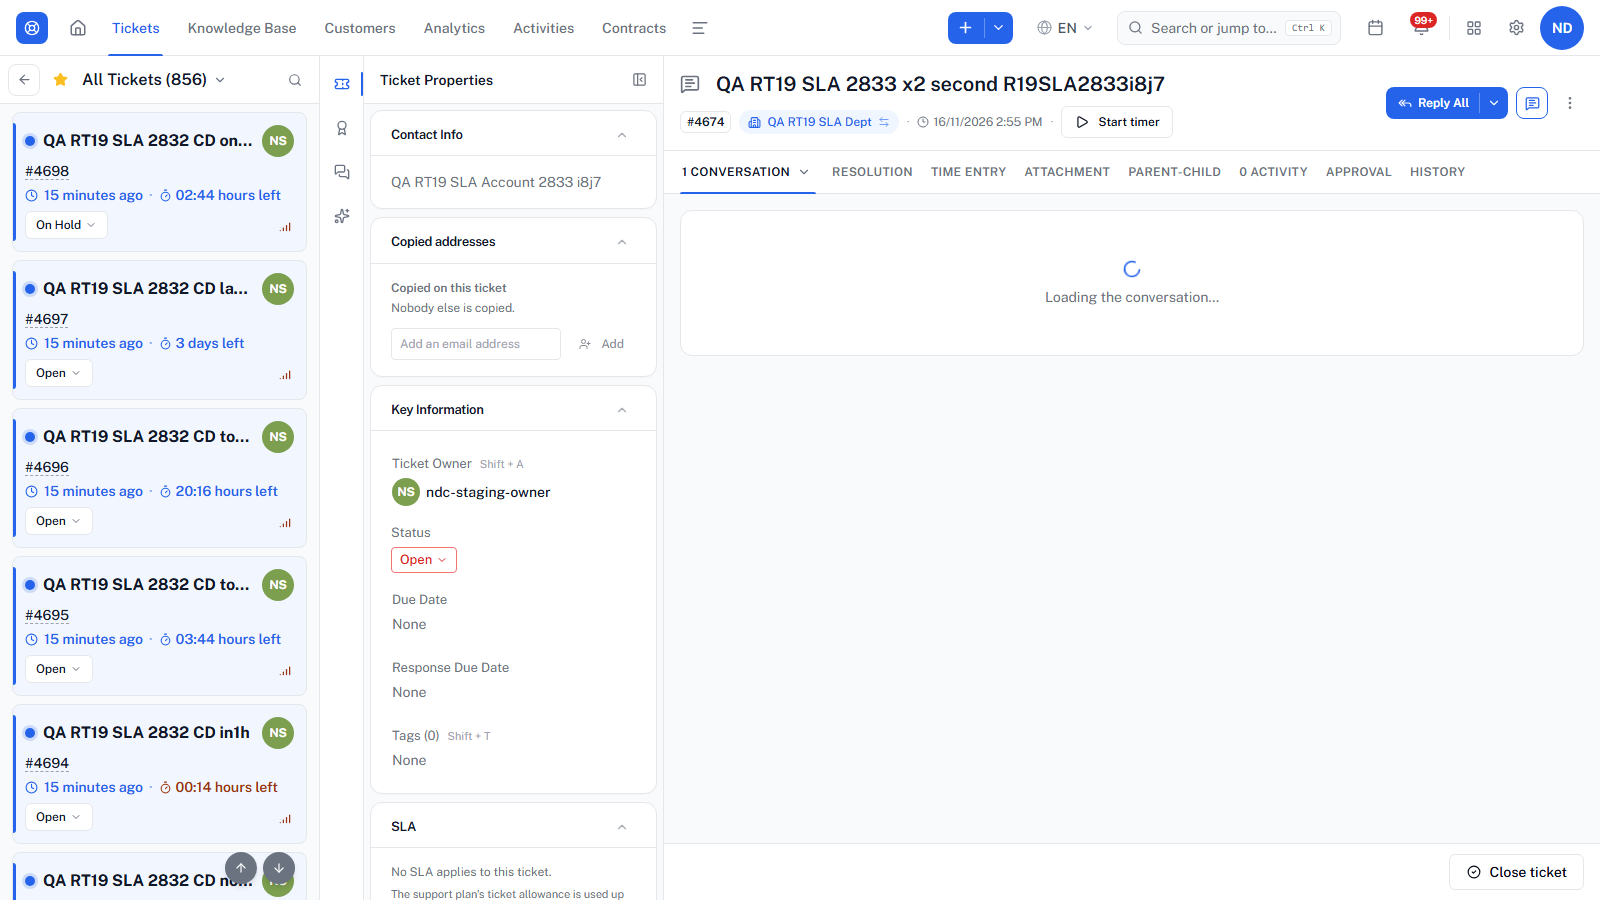 Tickets
Knowledge Base
Customers
Analytics
Activities
Contracts
EN
Search or jump to...
Ctrl K
99+
ND
All Tickets (856)
QA RT19 SLA 2832 CD on...
NS
#4698
15 minutes ago · 02:44 hours left
On Hold
QA RT19 SLA 2832 CD la...
NS
#4697
15 minutes ago · 3 days left
Open
QA RT19 SLA 2832 CD to...
NS
#4696
15 minutes ago · 20:16 hours left
Open
QA RT19 SLA 2832 CD to...
NS
#4695
15 minutes ago · 03:44 hours left
Open
QA RT19 SLA 2832 CD in1h
NS
#4694
15 minutes ago · 00:14 hours left
Open
QA RT19 SLA 2832 CD
Ticket Properties
Contact Info
QA RT19 SLA Account 2833 i8j7
Copied addresses
Copied on this ticket
Nobody else is copied.
Add an email address
Add
Key Information
Ticket Owner Shift + A
NS ndc-staging-owner
Status
Open
Due Date
None
Response Due Date
None
Tags (0) Shift + T
None
SLA
No SLA applies to this ticket.
The support plan's ticket allowance is used up
QA RT19 SLA 2833 x2 second R19SLA2833i8j7
#4674
QA RT19 SLA Dept
· 16/11/2026 2:55 PM ·
Start timer
Reply All
1 CONVERSATION
RESOLUTION
TIME ENTRY
ATTACHMENT
PARENT-CHILD
0 ACTIVITY
APPROVAL
HISTORY
Loading the conversation...
Close ticket